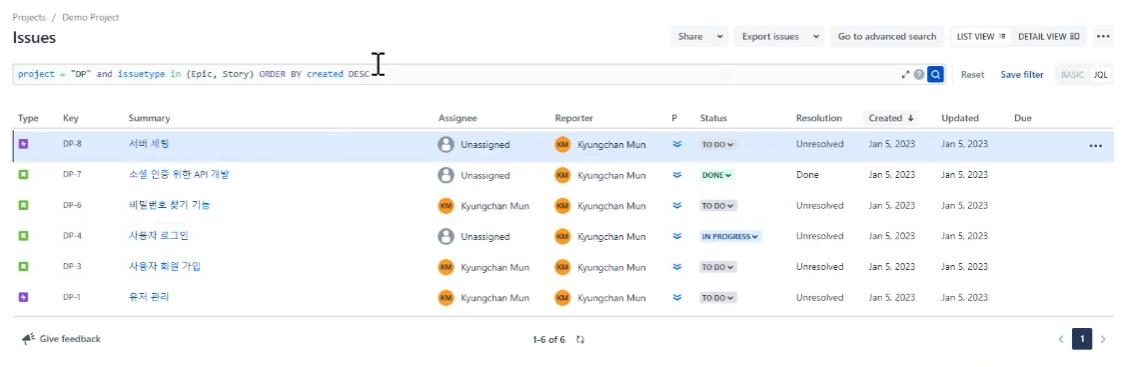 Projects / Demo Project
Issues
Share Export issues Go to advanced search LIST VIEW DETAIL VIEW
project = "DP" and issuetype in (Epic, Story) ORDER BY created DESC
Reset Save filter BASIC JQL
Type Key Summary Assignee Reporter P Status Resolution Created ↓ Updated Due
DP-8 서버 세팅 Unassigned KM Kyungchan Mun TO DO Unresolved Jan 5, 2023 Jan 5, 2023
DP-7 소셜 인증 위한 API 개발 Unassigned KM Kyungchan Mun DONE Done Jan 5, 2023 Jan 5, 2023
DP-6 비밀번호 찾기 기능 KM Kyungchan Mun KM Kyungchan Mun TO DO Unresolved Jan 5, 2023 Jan 5, 2023
DP-4 사용자 로그인 Unassigned KM Kyungchan Mun IN PROGRESS Unresolved Jan 5, 2023 Jan 5, 2023
DP-3 사용자 회원 가입 KM Kyungchan Mun KM Kyungchan Mun TO DO Unresolved Jan 5, 2023 Jan 5, 2023
DP-1 유저 관리 KM Kyungchan Mun KM Kyungchan Mun TO DO Unresolved Jan 5, 2023 Jan 5, 2023
Give feedback 1-6 of 6 1